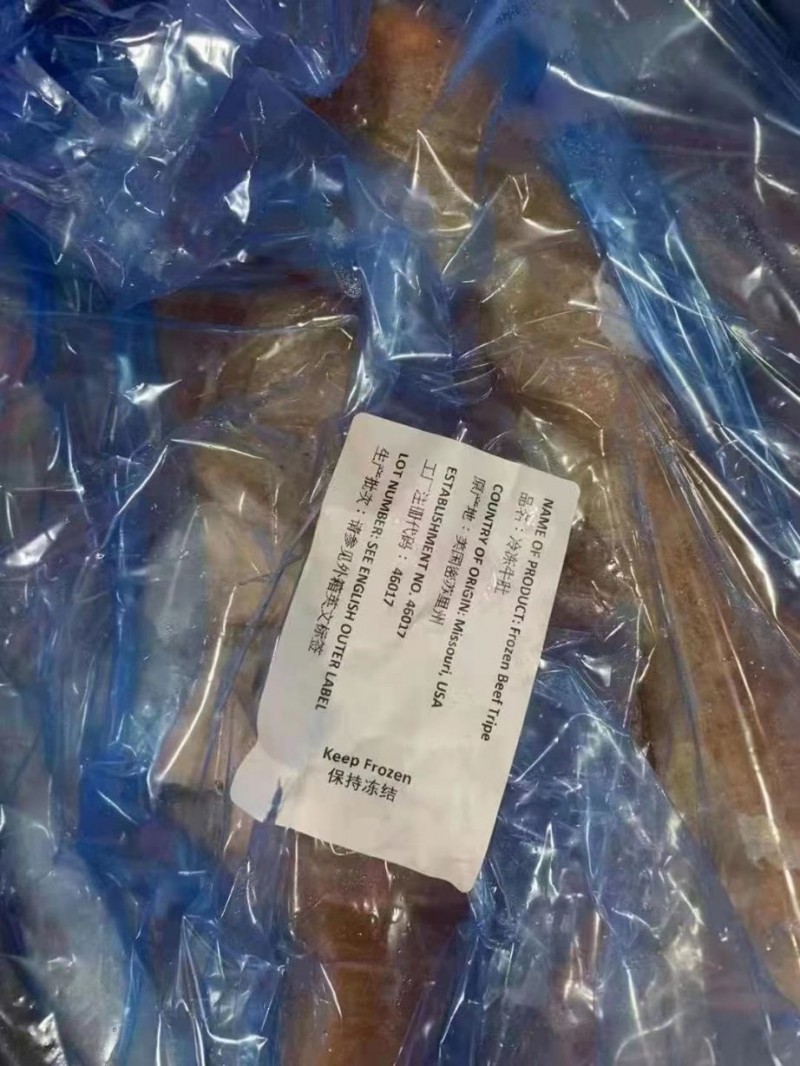 NAME OF PRODUCT: Frozen Beef Tripe
品名：冷冻牛肚
COUNTRY OF ORIGIN: Missouri, USA
原产地：美国密苏里州
ESTABLISHMENT NO. 46017
工厂注册代码：46017
LOT NUMBER: SEE ENGLISH OUTER LABEL
生产批次：请参见外箱英文标签
Keep Frozen
保持冻结